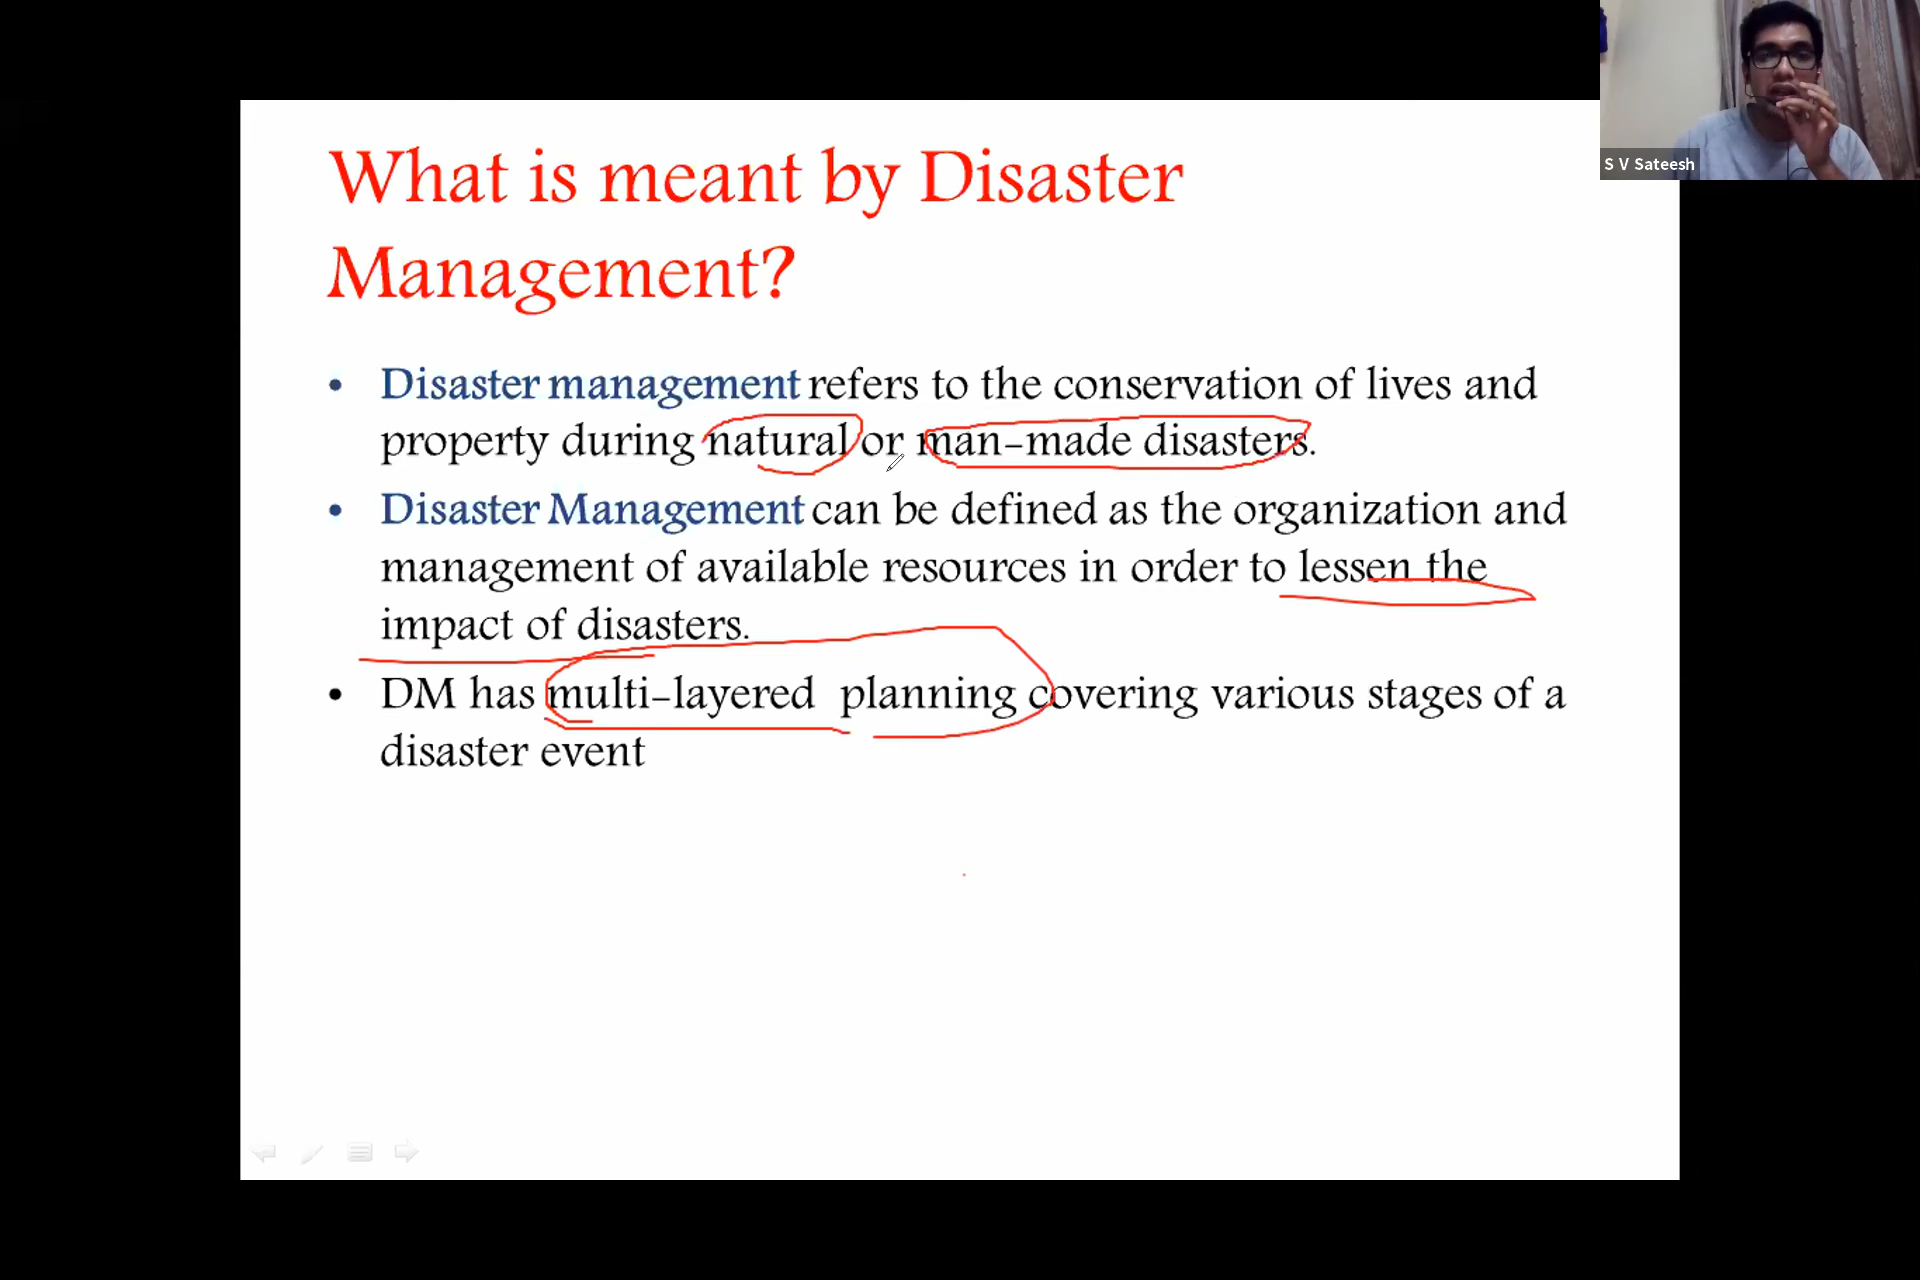 S V Sateesh
What is meant by Disaster
Management?
• Disaster management refers to the conservation of lives and
property during natural or man-made disasters.
• Disaster Management can be defined as the organization and
management of available resources in order to lessen the
impact of disasters.
• DM has multi-layered planning covering various stages of a
disaster event